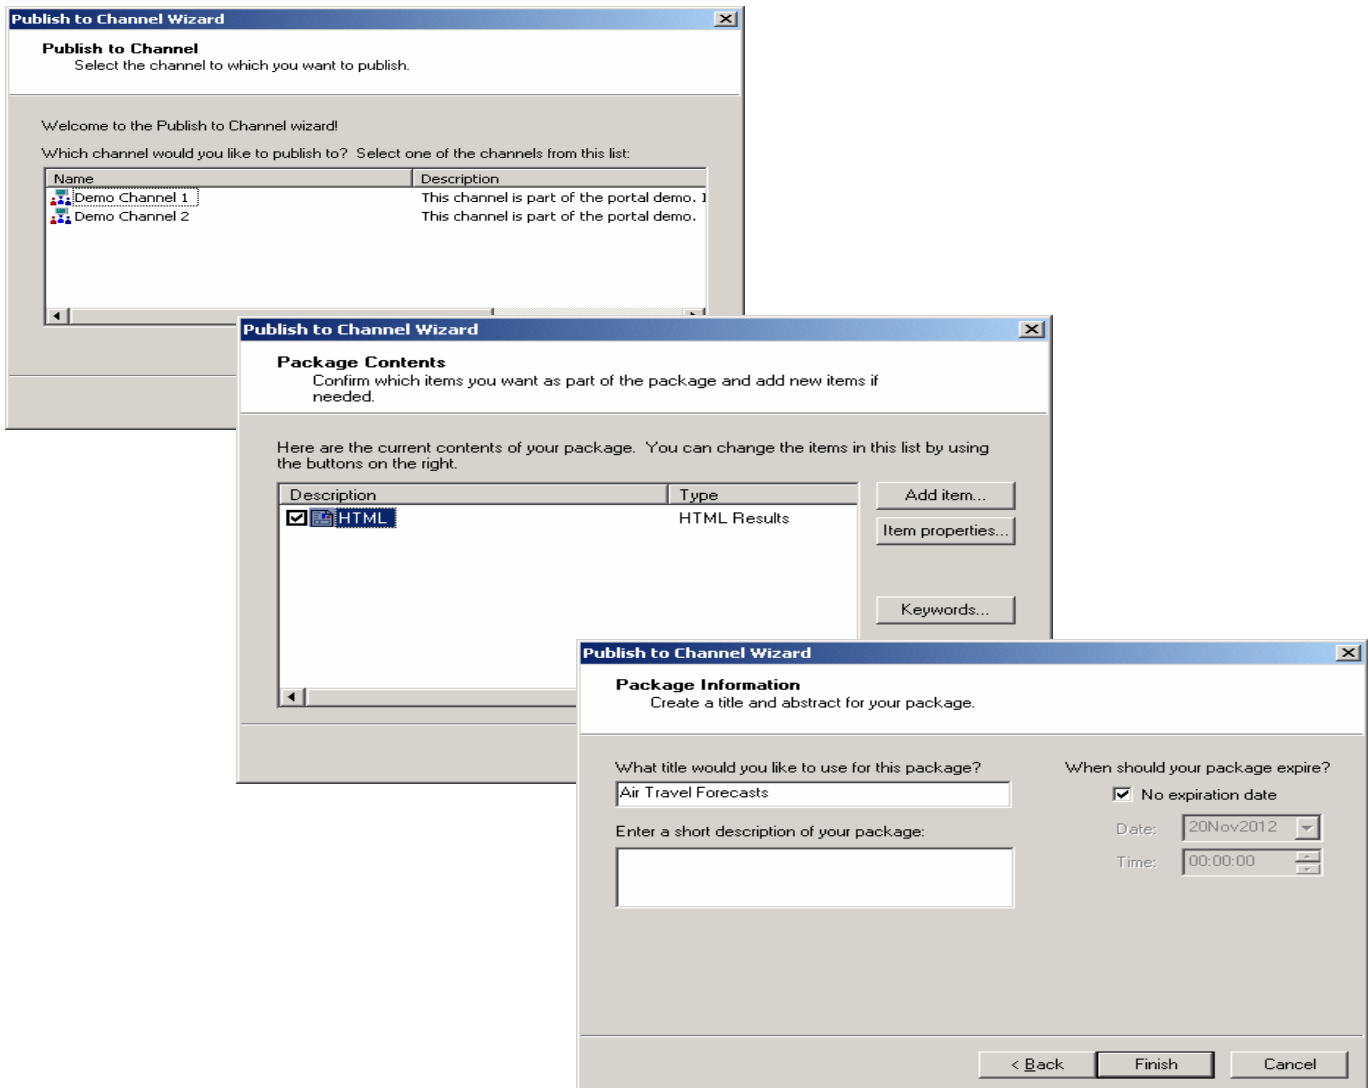 Publish to Channel Wizard
Publish to Channel
Select the channel to which you want to publish.
Welcome to the Publish to Channel wizard!
Which channel would you like to publish to? Select one of the channels from this list:
Name Description
Demo Channel 1 This channel is part of the portal demo. I
Demo Channel 2 This channel is part of the portal demo.
Publish to Channel Wizard
Package Contents
Confirm which items you want as part of the package and add new items if
needed.
Here are the current contents of your package. You can change the items in this list by using
the buttons on the right.
Description Type
HTML HTML Results
Add item...
Item properties...
Keywords...
Publish to Channel Wizard
Package Information
Create a title and abstract for your package.
What title would you like to use for this package?
Air Travel Forecasts
Enter a short description of your package:
When should your package expire?
No expiration date
Date: 20Nov2012
Time: 00:00:00
< Back Finish Cancel